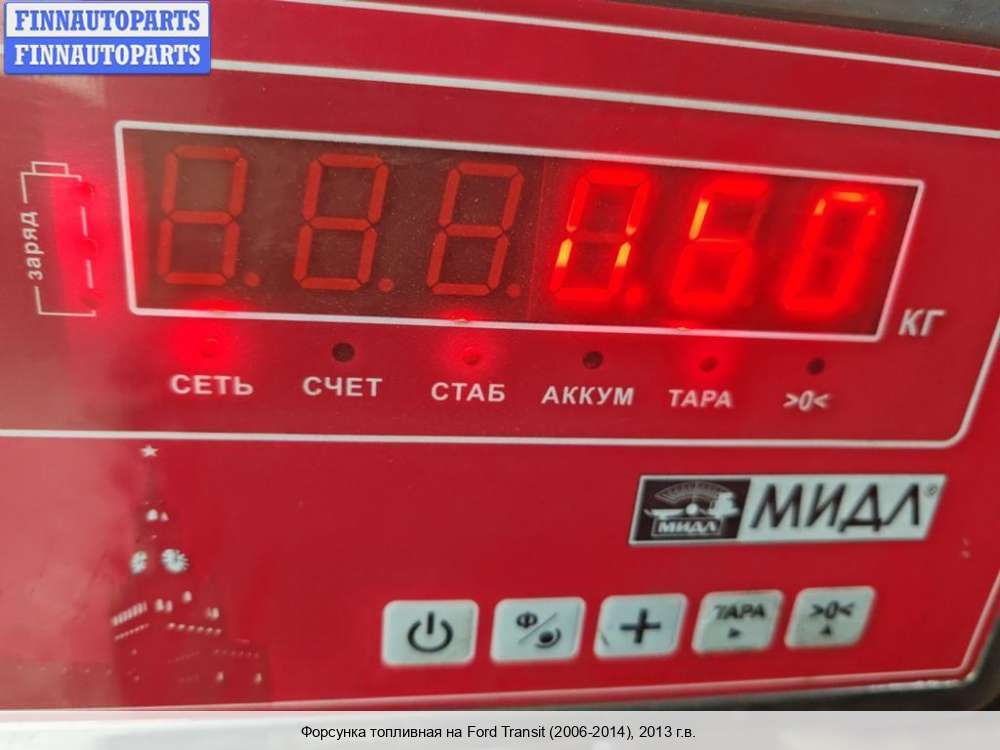 FINNAUTOPARTS
FINNAUTOPARTS
заряд
0.60
КГ
СЕТЬ СЧЕТ СТАБ АККУМ ТАРА >0<
МИДЛ МИДЛ®
Ф ТАРА >0<
Форсунка топливная на Ford Transit (2006-2014), 2013 г.в.